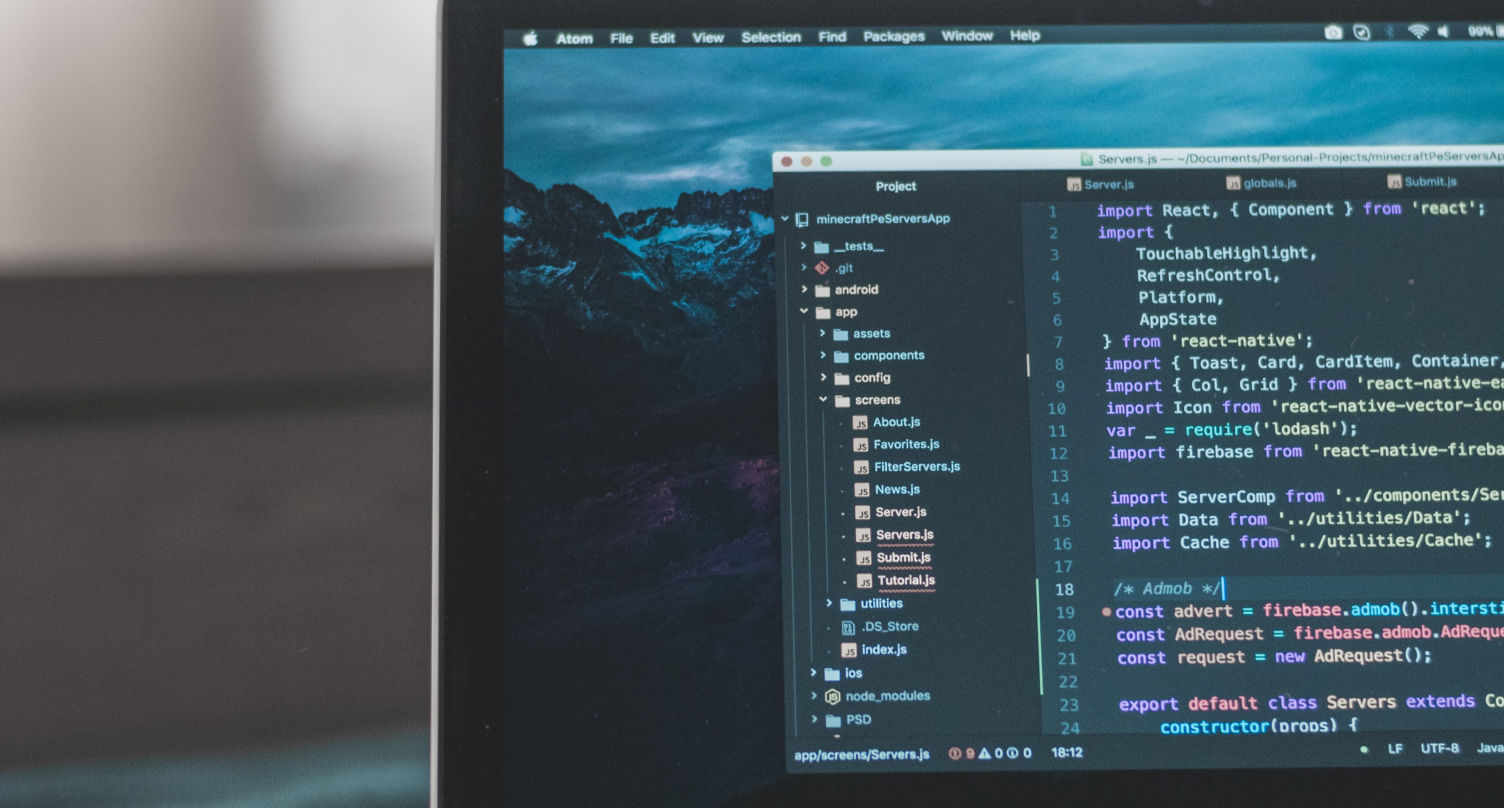 Atom File Edit View Selection Find Packages Window Help 99%
Servers.js — ~/Documents/Personal-Projects/minecraftPeServersAp
Project
Server.js globals.js Submit.js
minecraftPeServersApp
__tests__
.git
android
app
assets
components
config
screens
About.js
Favorites.js
FilterServers.js
News.js
Server.js
Servers.js
Submit.js
Tutorial.js
utilities
.DS_Store
index.js
ios
node_modules
PSD
1 import React, { Component } from 'react';
2 import {
3 TouchableHighlight,
4 RefreshControl,
5 Platform,
6 AppState
7 } from 'react-native';
8 import { Toast, Card, CardItem, Container,
9 import { Col, Grid } from 'react-native-ea
10 import Icon from 'react-native-vector-ico
11 var _ = require('lodash');
12 import firebase from 'react-native-fireba
13
14 import ServerComp from '../components/Ser
15 import Data from '../utilities/Data';
16 import Cache from '../utilities/Cache';
17
18 /* Admob */
19 const advert = firebase.admob().intersti
20 const AdRequest = firebase.admob.AdReque
21 const request = new AdRequest();
22
23 export default class Servers extends Co
24 constructor(props) {
app/screens/Servers.js 9 0 0 18:12 LF UTF-8 Java